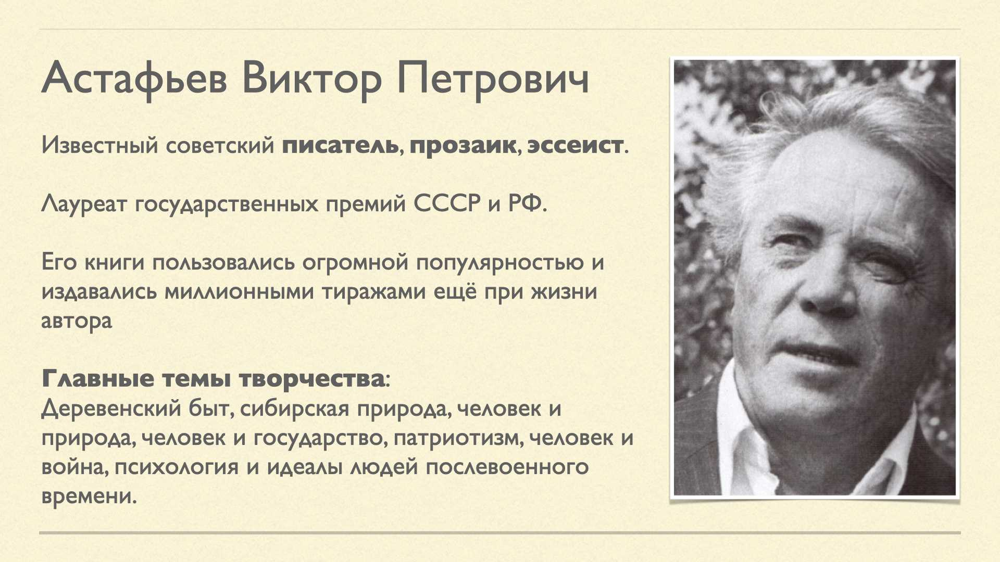 Астафьев Виктор Петрович
Известный советский писатель, прозаик, эссеист.
Лауреат государственных премий СССР и РФ.
Его книги пользовались огромной популярностью и
издавались миллионными тиражами ещё при жизни
автора
Главные темы творчества:
Деревенский быт, сибирская природа, человек и
природа, человек и государство, патриотизм, человек и
война, психология и идеалы людей послевоенного
времени.